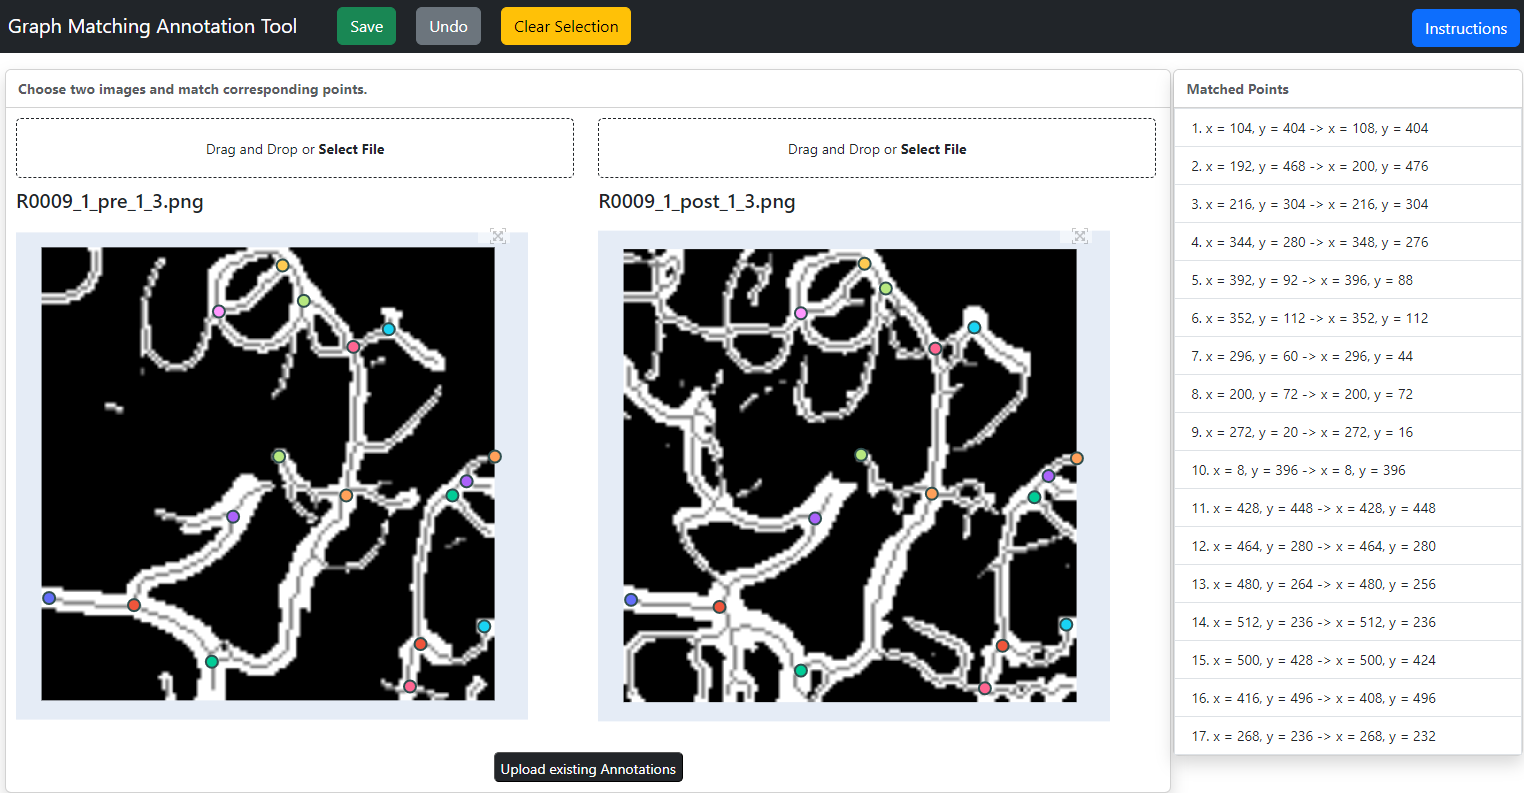 Graph Matching Annotation Tool Save Undo Clear Selection Instructions
Choose two images and match corresponding points.
Drag and Drop or Select File
Drag and Drop or Select File
R0009_1_pre_1_3.png
R0009_1_post_1_3.png
Upload existing Annotations
Matched Points
1. x = 104, y = 404 -> x = 108, y = 404
2. x = 192, y = 468 -> x = 200, y = 476
3. x = 216, y = 304 -> x = 216, y = 304
4. x = 344, y = 280 -> x = 348, y = 276
5. x = 392, y = 92 -> x = 396, y = 88
6. x = 352, y = 112 -> x = 352, y = 112
7. x = 296, y = 60 -> x = 296, y = 44
8. x = 200, y = 72 -> x = 200, y = 72
9. x = 272, y = 20 -> x = 272, y = 16
10. x = 8, y = 396 -> x = 8, y = 396
11. x = 428, y = 448 -> x = 428, y = 448
12. x = 464, y = 280 -> x = 464, y = 280
13. x = 480, y = 264 -> x = 480, y = 256
14. x = 512, y = 236 -> x = 512, y = 236
15. x = 500, y = 428 -> x = 500, y = 424
16. x = 416, y = 496 -> x = 408, y = 496
17. x = 268, y = 236 -> x = 268, y = 232